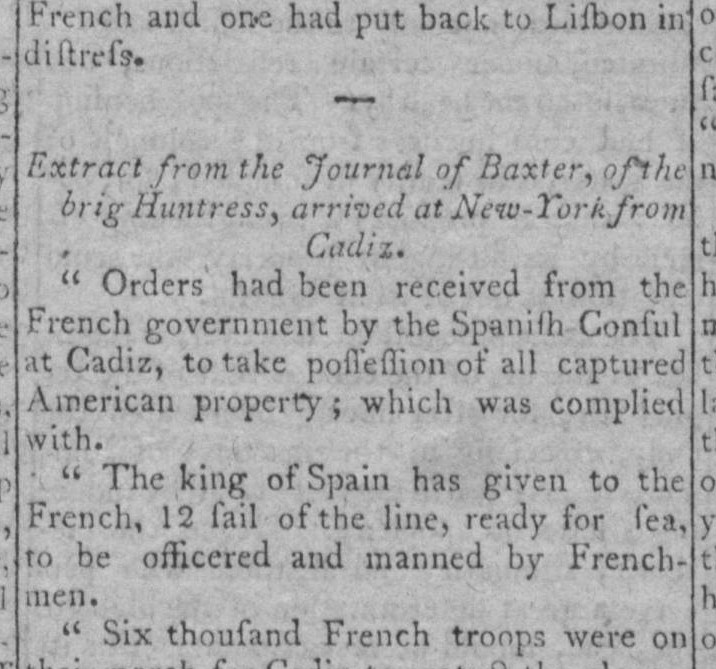 French and one had put back to Liſbon in
diſtreſs.
Extract from the Journal of Baxter, of the
brig Huntress, arrived at New-York from
Cadiz.
“ Orders had been received from the
French government by the Spaniſh Conſul
at Cadiz, to take poſſeſſion of all captured
American property; which was complied
with.
“ The king of Spain has given to the
French, 12 ſail of the line, ready for ſea,
to be officered and manned by French-
men.
“ Six thouſand French troops were on